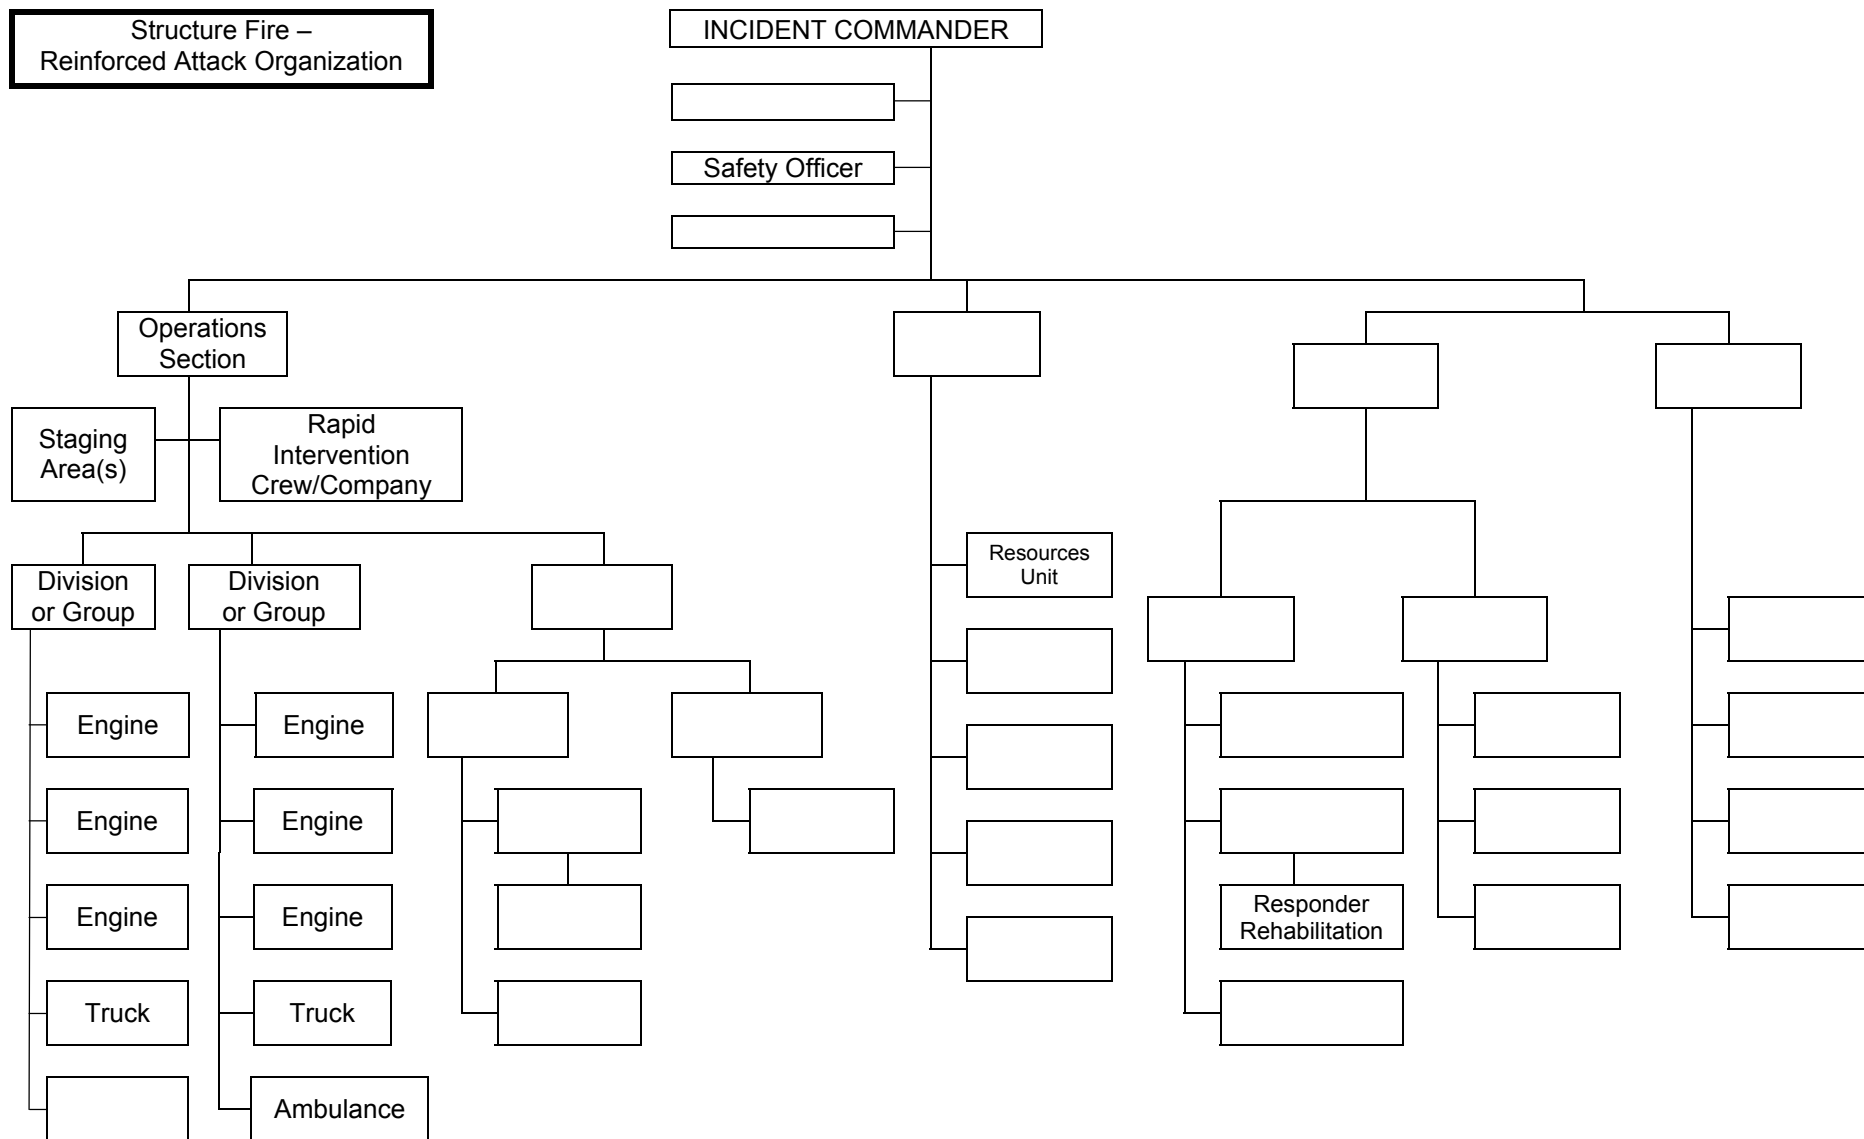 Structure Fire –
Reinforced Attack Organization
INCIDENT COMMANDER
Safety Officer
Operations
Section
Staging
Area(s)
Rapid
Intervention
Crew/Company
Division
or Group
Division
or Group
Resources
Unit
Engine
Engine
Engine
Engine
Engine
Engine
Responder
Rehabilitation
Truck
Truck
Ambulance